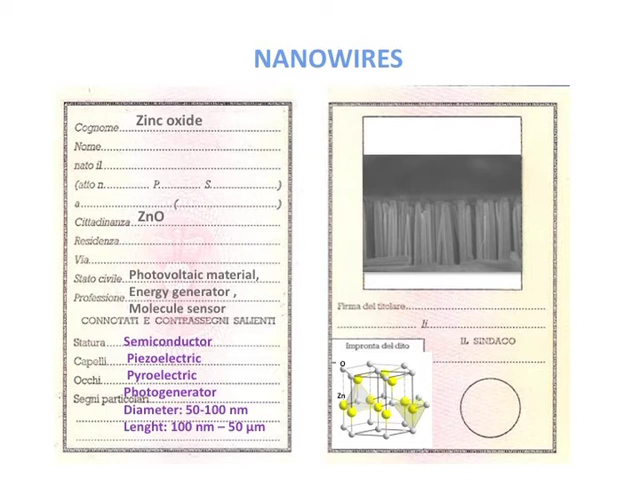 NANOWIRES
Cognome Zinc oxide
Nome
nato il
(atto n. P. S. )
a ( )
Cittadinanza ZnO
Residenza
Via
Stato civile Photovoltaic material,
Professione Energy generator ,
Molecule sensor
CONNOTATI E CONTRASSEGNI SALIENTI
Statura Semiconductor
Capelli Piezoelectric
Occhi Pyroelectric
Segni particolari Photogenerator
Diameter: 50-100 nm
Lenght: 100 nm – 50 µm
Firma del titolare
li
Impronta del dito
IL SINDACO
O
Zn